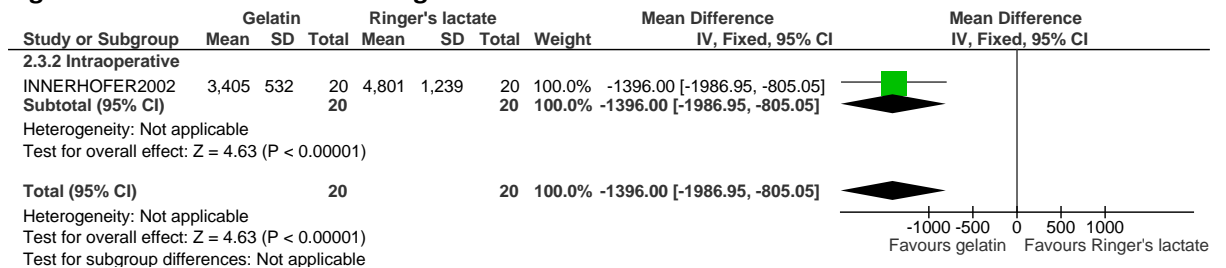 Gelatin Ringer's lactate Mean Difference Mean Difference
Study or Subgroup Mean SD Total Mean SD Total Weight IV, Fixed, 95% CI IV, Fixed, 95% CI
2.3.2 Intraoperative
INNERHOFER2002 3,405 532 20 4,801 1,239 20 100.0% -1396.00 [-1986.95, -805.05]
Subtotal (95% CI) 20 20 100.0% -1396.00 [-1986.95, -805.05]
Heterogeneity: Not applicable
Test for overall effect: Z = 4.63 (P < 0.00001)
Total (95% CI) 20 20 100.0% -1396.00 [-1986.95, -805.05]
Heterogeneity: Not applicable
Test for overall effect: Z = 4.63 (P < 0.00001)
Test for subgroup differences: Not applicable
-1000 -500 0 500 1000
Favours gelatin Favours Ringer's lactate